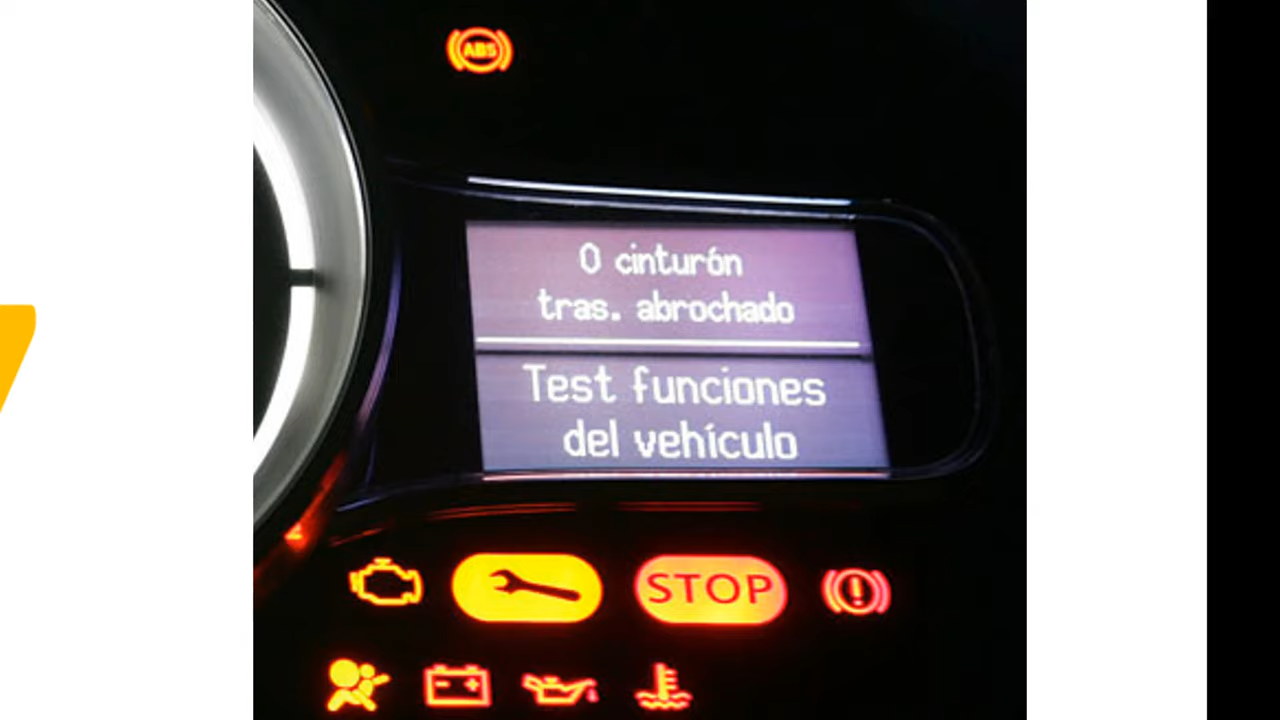 ABS
0 cinturón
tras. abrochado
Test funciones
del vehículo
STOP